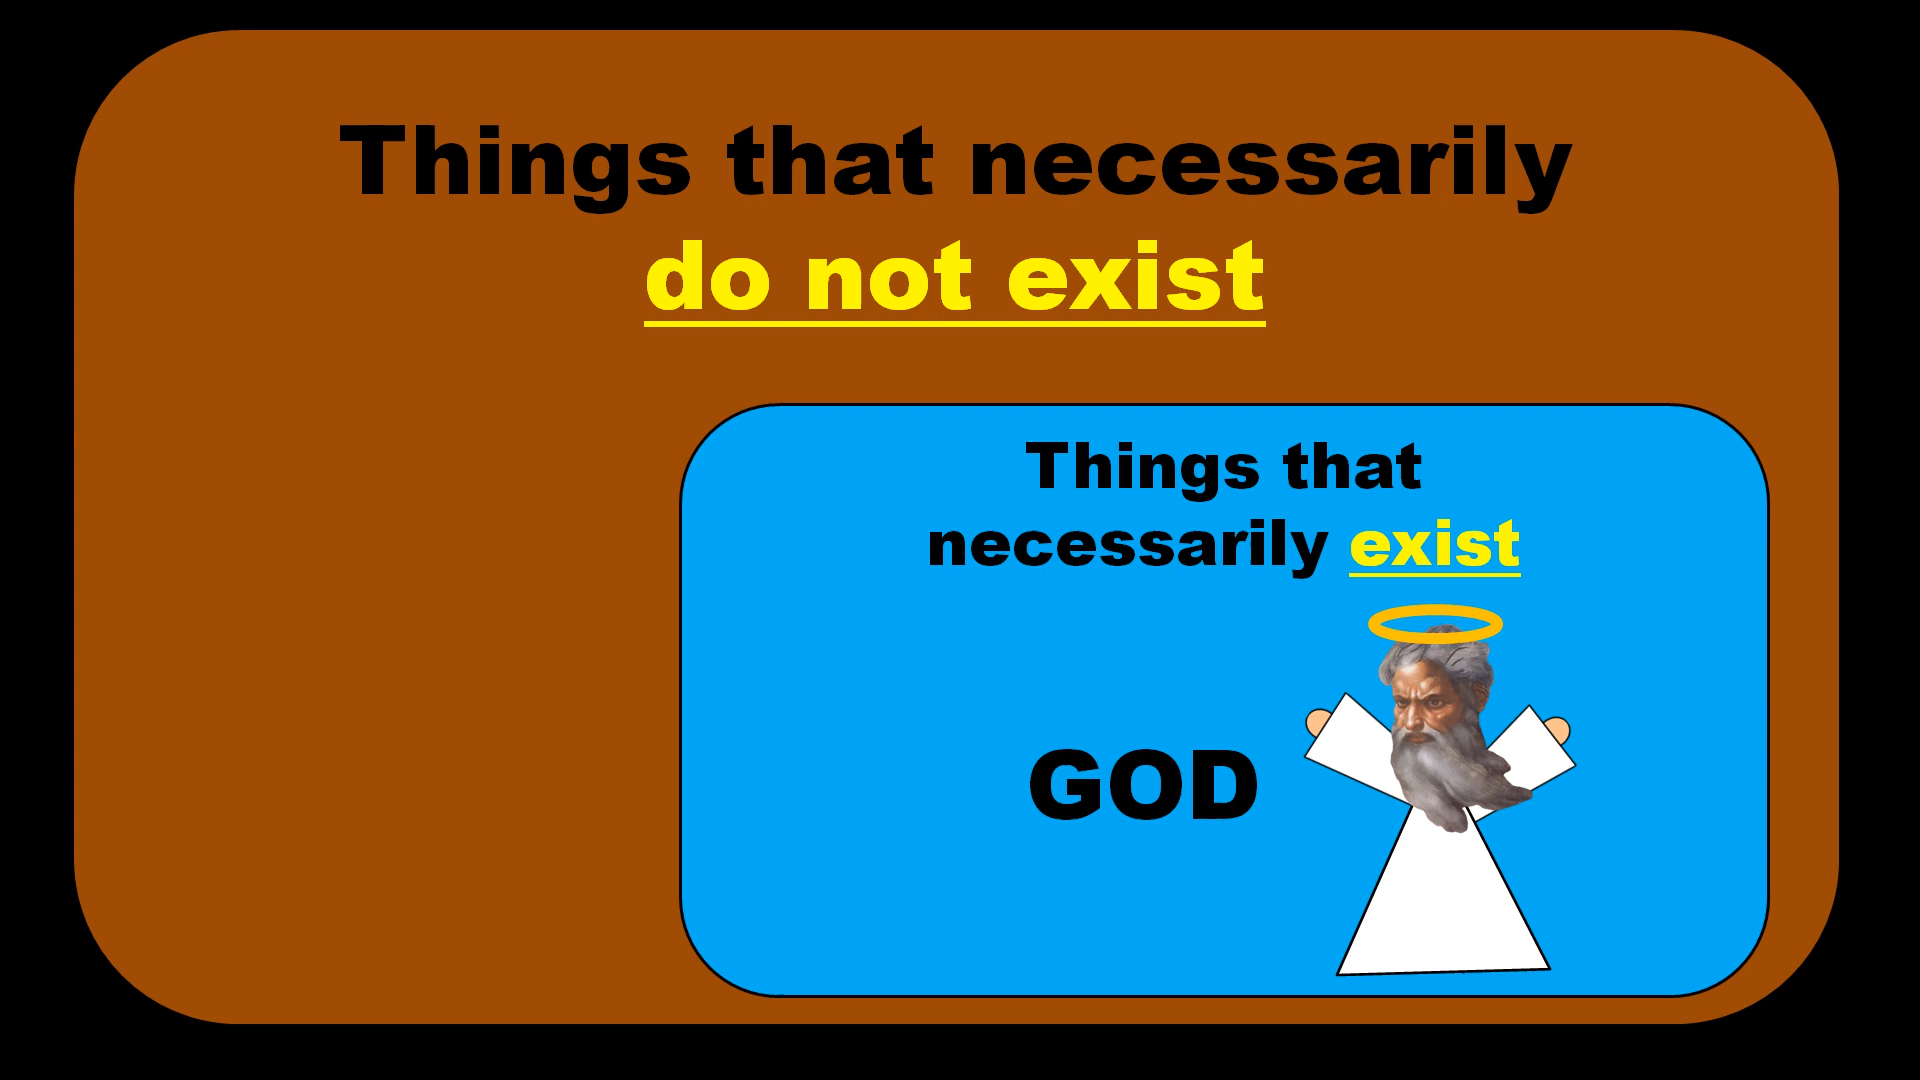 Things that necessarily
do not exist
Things that
necessarily exist
GOD